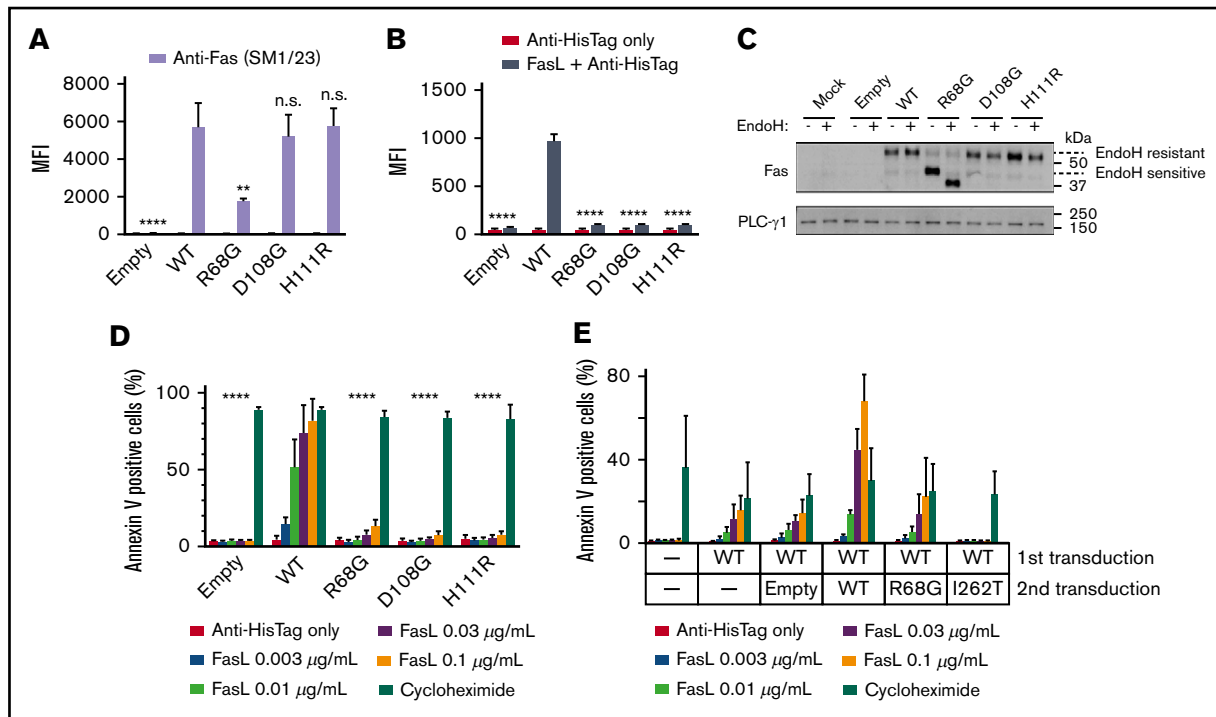 A
Anti-Fas (SM1/23)
8000
6000
4000
2000
0
MFI
****
**
n.s.
n.s.
Empty
WT
R68G
D108G
H111R
B
Anti-HisTag only
FasL + Anti-HisTag
1500
1000
500
0
MFI
****
****
****
****
Empty
WT
R68G
D108G
H111R
C
Mock
Empty
WT
R68G
D108G
H111R
EndoH: - + - + - + - + - + - +
kDa
Fas
EndoH resistant
50
EndoH sensitive
37
PLC-γ1
250
150
D
Annexin V positive cells (%)
100
50
0
****
****
****
****
Empty
WT
R68G
D108G
H111R
Anti-HisTag only
FasL 0.003 μg/mL
FasL 0.01 μg/mL
FasL 0.03 μg/mL
FasL 0.1 μg/mL
Cycloheximide
E
Annexin V positive cells (%)
80
60
40
20
0
– WT WT WT WT WT 1st transduction
– – Empty WT R68G I262T 2nd transduction
Anti-HisTag only
FasL 0.003 μg/mL
FasL 0.01 μg/mL
FasL 0.03 μg/mL
FasL 0.1 μg/mL
Cycloheximide